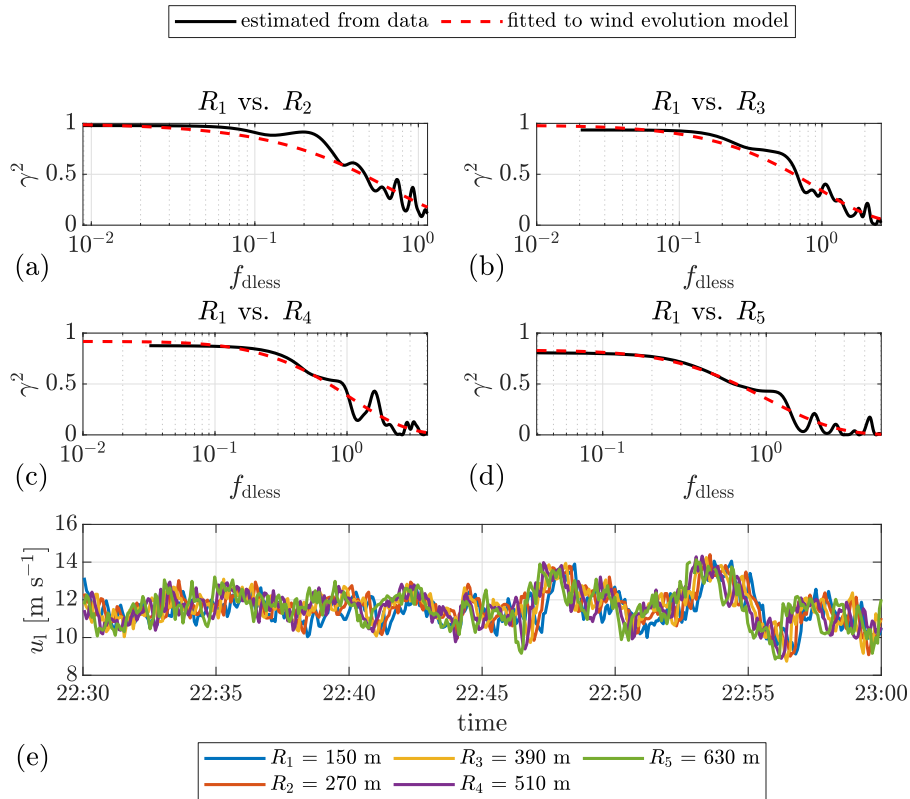 estimated from data fitted to wind evolution model
R₁ vs. R₂ R₁ vs. R₃
1 0.5 0 γ² 1 0.5 0 γ²
10⁻² 10⁻¹ 10⁰ 10⁻² 10⁻¹ 10⁰
(a) f_dless (b) f_dless
R₁ vs. R₄ R₁ vs. R₅
1 0.5 0 γ² 1 0.5 0 γ²
10⁻² 10⁻¹ 10⁰ 10⁻¹ 10⁰
(c) f_dless (d) f_dless
16
14
12
10
8
u₁ [m s⁻¹]
22:30 22:35 22:40 22:45 22:50 22:55 23:00
time
(e)
R₁ = 150 m R₃ = 390 m R₅ = 630 m
R₂ = 270 m R₄ = 510 m